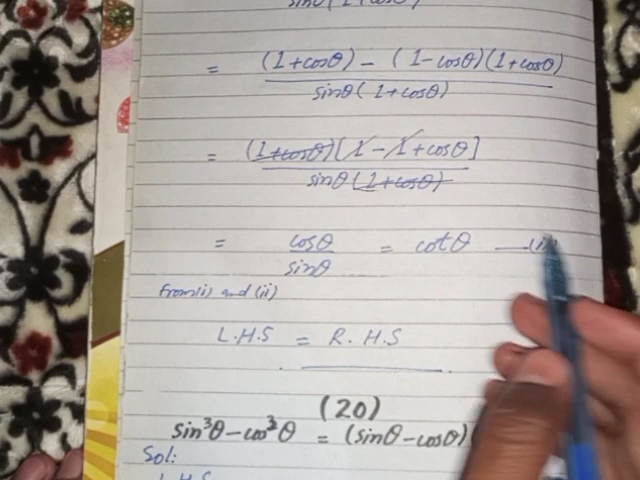 = (1+cosθ) - (1-cosθ)(1+cosθ) / sinθ(1+cosθ)
= (1+cosθ)[1-1+cosθ] / sinθ(1+cosθ)
= cosθ / sinθ = cotθ
from(i) and (ii)
L.H.S = R.H.S
(20)
sin³θ-cos³θ = (sinθ-cosθ)
Sol:
L.H.S